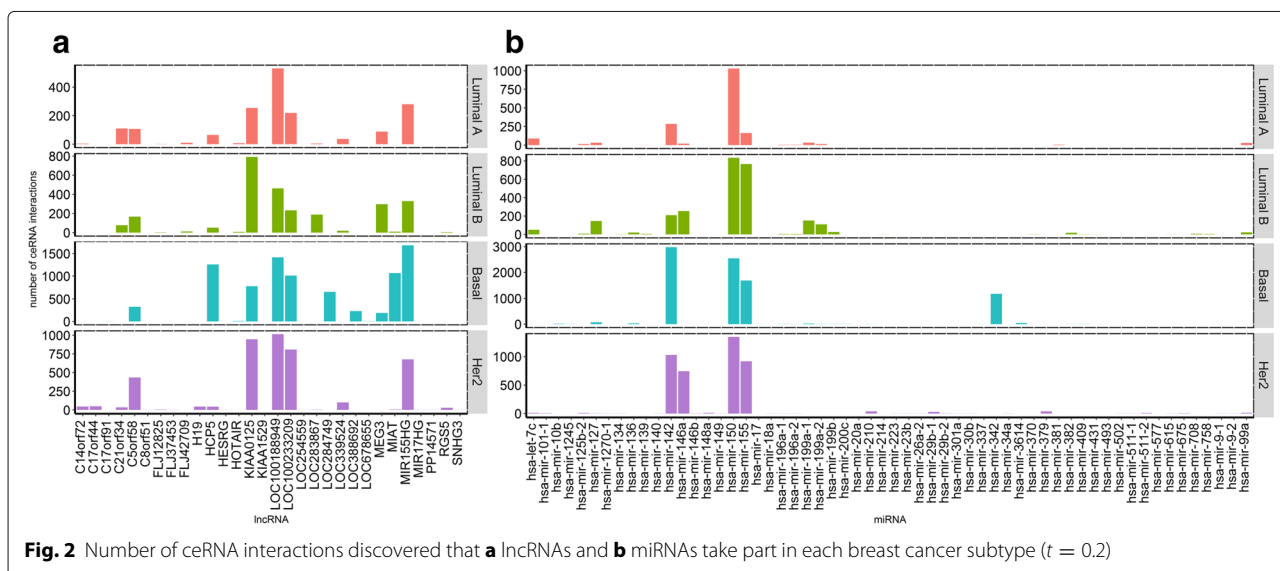 a
b
number of ceRNA interactions
400
200
0
Luminal A
800
600
400
200
0
Luminal B
1500
1000
500
0
Basal
1000
750
500
250
0
Her2
C14orf72
C17orf44
C17orf91
C21orf34
C5orf58
C8orf51
FLJ12825
FLJ37453
FLJ42709
H19
HCP5
HESRG
HOTAIR
KIAA0125
KIAA1529
LOC100188949
LOC100233209
LOC254559
LOC283867
LOC284749
LOC339524
LOC388692
LOC678655
MEG3
MIAT
MIR155HG
MIR17HG
PP14571
RGS5
SNHG3
lncRNA
1000
750
500
250
0
Luminal A
800
600
400
200
0
Luminal B
3000
2000
1000
0
Basal
1000
500
0
Her2
hsa-let-7c
hsa-mir-101-1
hsa-mir-10b
hsa-mir-1245
hsa-mir-125b-2
hsa-mir-127
hsa-mir-1270-1
hsa-mir-134
hsa-mir-136
hsa-mir-139
hsa-mir-140
hsa-mir-142
hsa-mir-146a
hsa-mir-146b
hsa-mir-148a
hsa-mir-149
hsa-mir-150
hsa-mir-155
hsa-mir-17
hsa-mir-18a
hsa-mir-196a-1
hsa-mir-196a-2
hsa-mir-199a-1
hsa-mir-199a-2
hsa-mir-199b
hsa-mir-200c
hsa-mir-20a
hsa-mir-210
hsa-mir-214
hsa-mir-223
hsa-mir-23b
hsa-mir-26a-2
hsa-mir-29b-1
hsa-mir-29b-2
hsa-mir-301a
hsa-mir-30b
hsa-mir-337
hsa-mir-342
hsa-mir-34a
hsa-mir-3614
hsa-mir-370
hsa-mir-379
hsa-mir-381
hsa-mir-382
hsa-mir-409
hsa-mir-431
hsa-mir-493
hsa-mir-502
hsa-mir-511-1
hsa-mir-511-2
hsa-mir-577
hsa-mir-615
hsa-mir-675
hsa-mir-708
hsa-mir-758
hsa-mir-9-1
hsa-mir-9-2
hsa-mir-99a
miRNA
Fig. 2 Number of ceRNA interactions discovered that a lncRNAs and b miRNAs take part in each breast cancer subtype (t = 0.2)